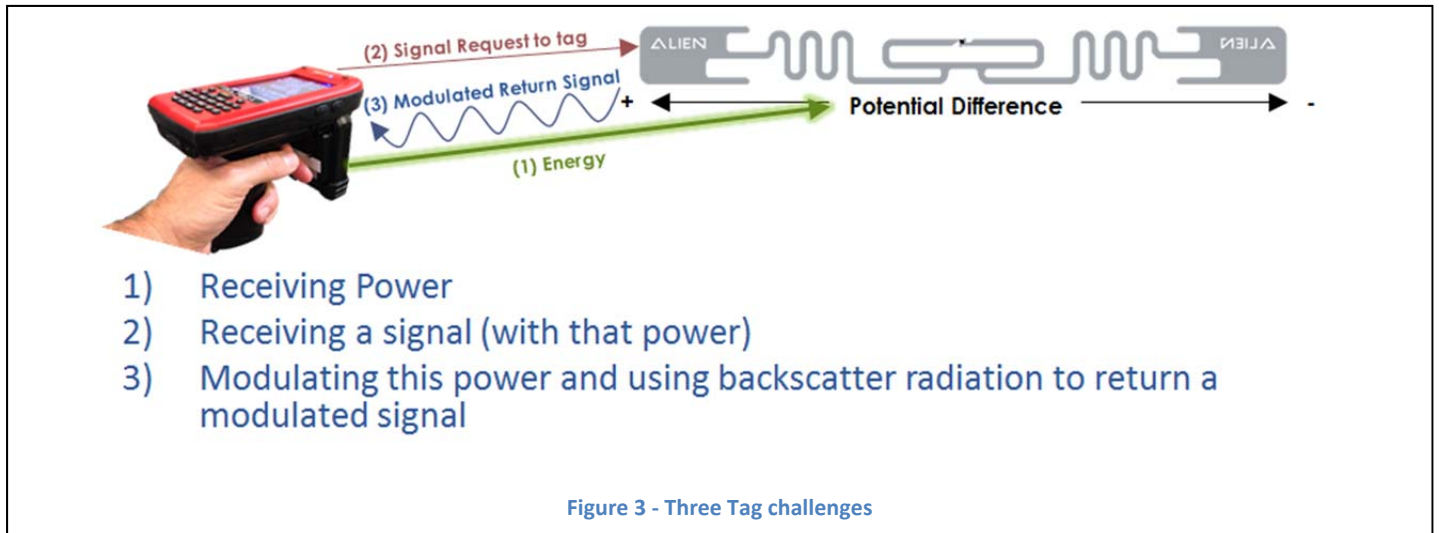 (2) Signal Request to tag
ALIEN
ALIEN
(3) Modulated Return Signal
+
Potential Difference
-
(1) Energy
1) Receiving Power
2) Receiving a signal (with that power)
3) Modulating this power and using backscatter radiation to return a
modulated signal
Figure 3 - Three Tag challenges